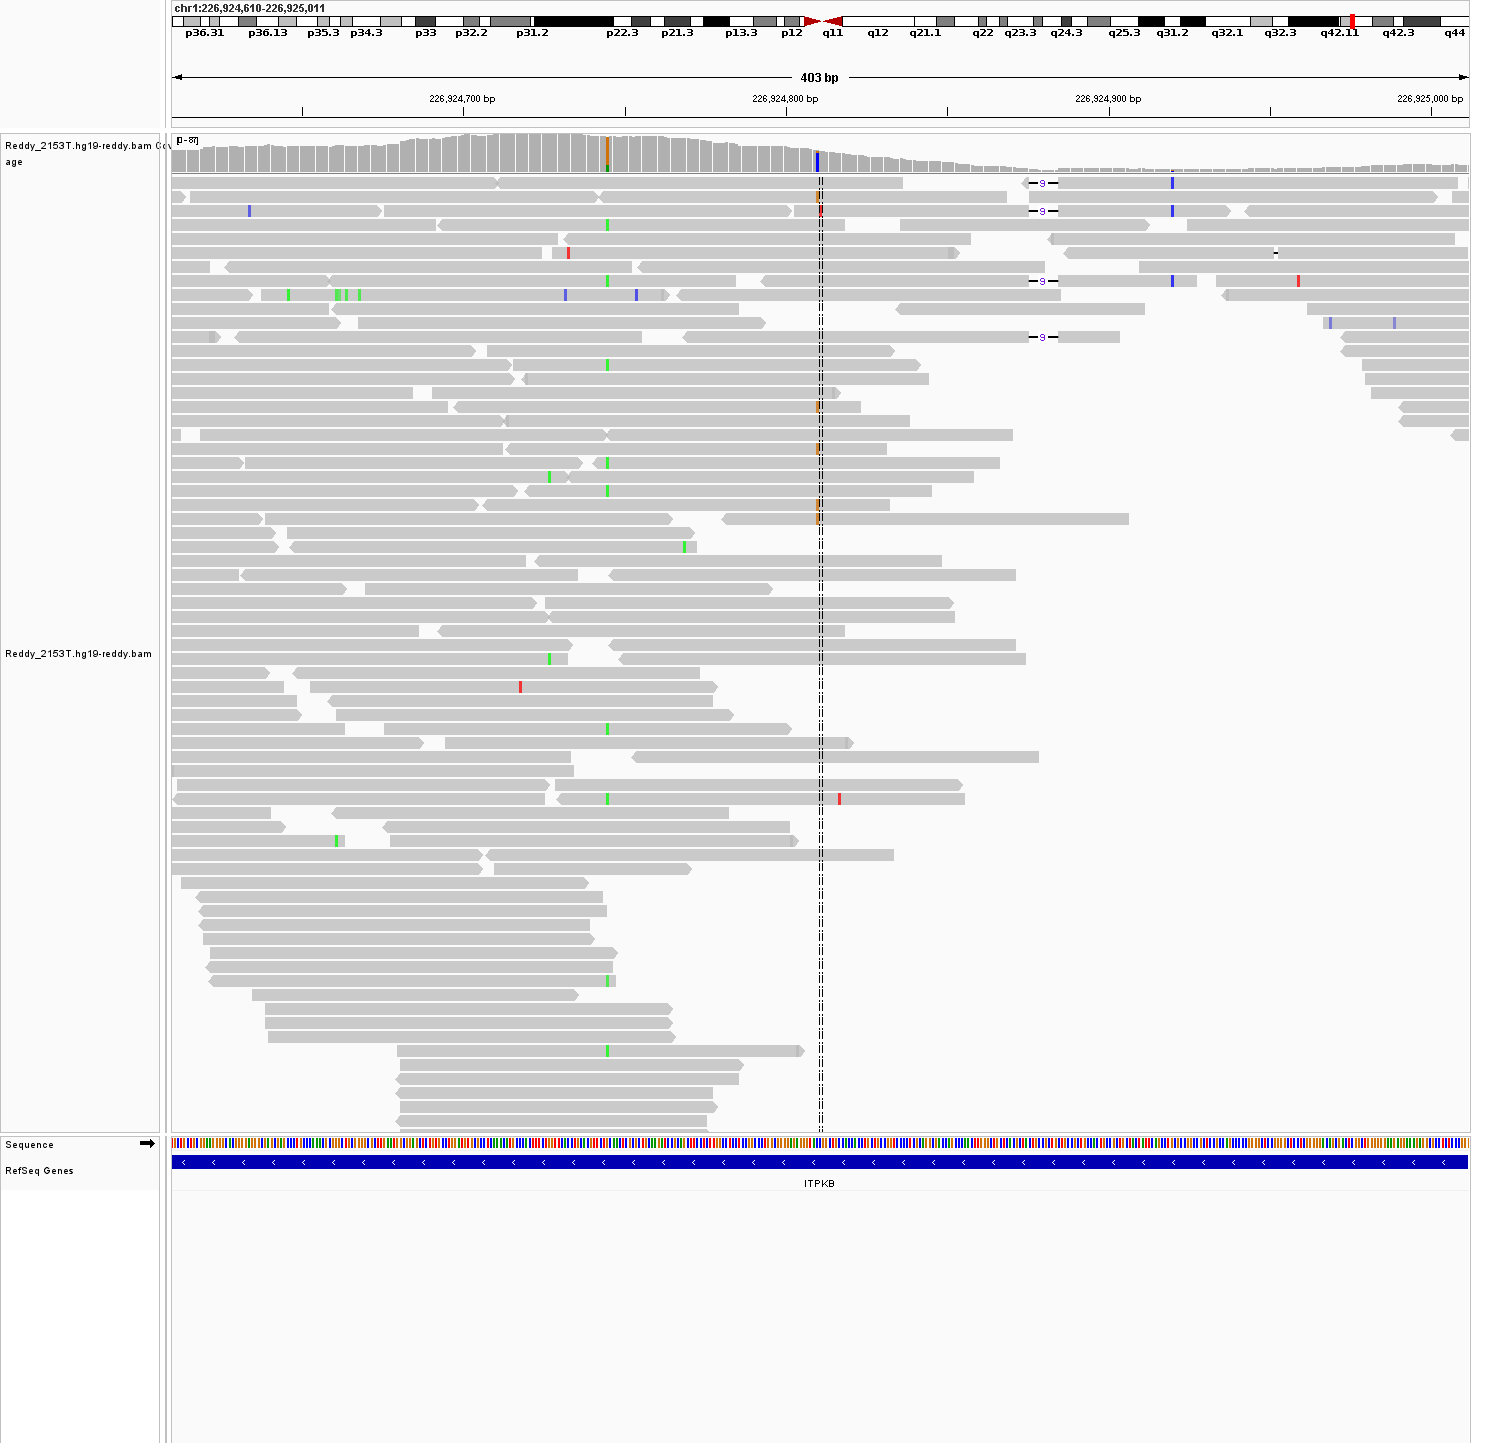 chr1:226,924,610-226,925,011
p36.31 p36.13 p35.3 p34.3 p33 p32.2 p31.2 p22.3 p21.3 p13.3 p12 q11 q12 q21.1 q22 q23.3 q24.3 q25.3 q31.2 q32.1 q32.3 q42.11 q42.3 q44
403 bp
226,924,700 bp 226,924,800 bp 226,924,900 bp 226,925,000 bp
[0 - 87]
Reddy_2153T.hg19-reddy.bam Cov
age
9
9
9
9
Reddy_2153T.hg19-reddy.bam
Sequence
RefSeq Genes
ITPKB